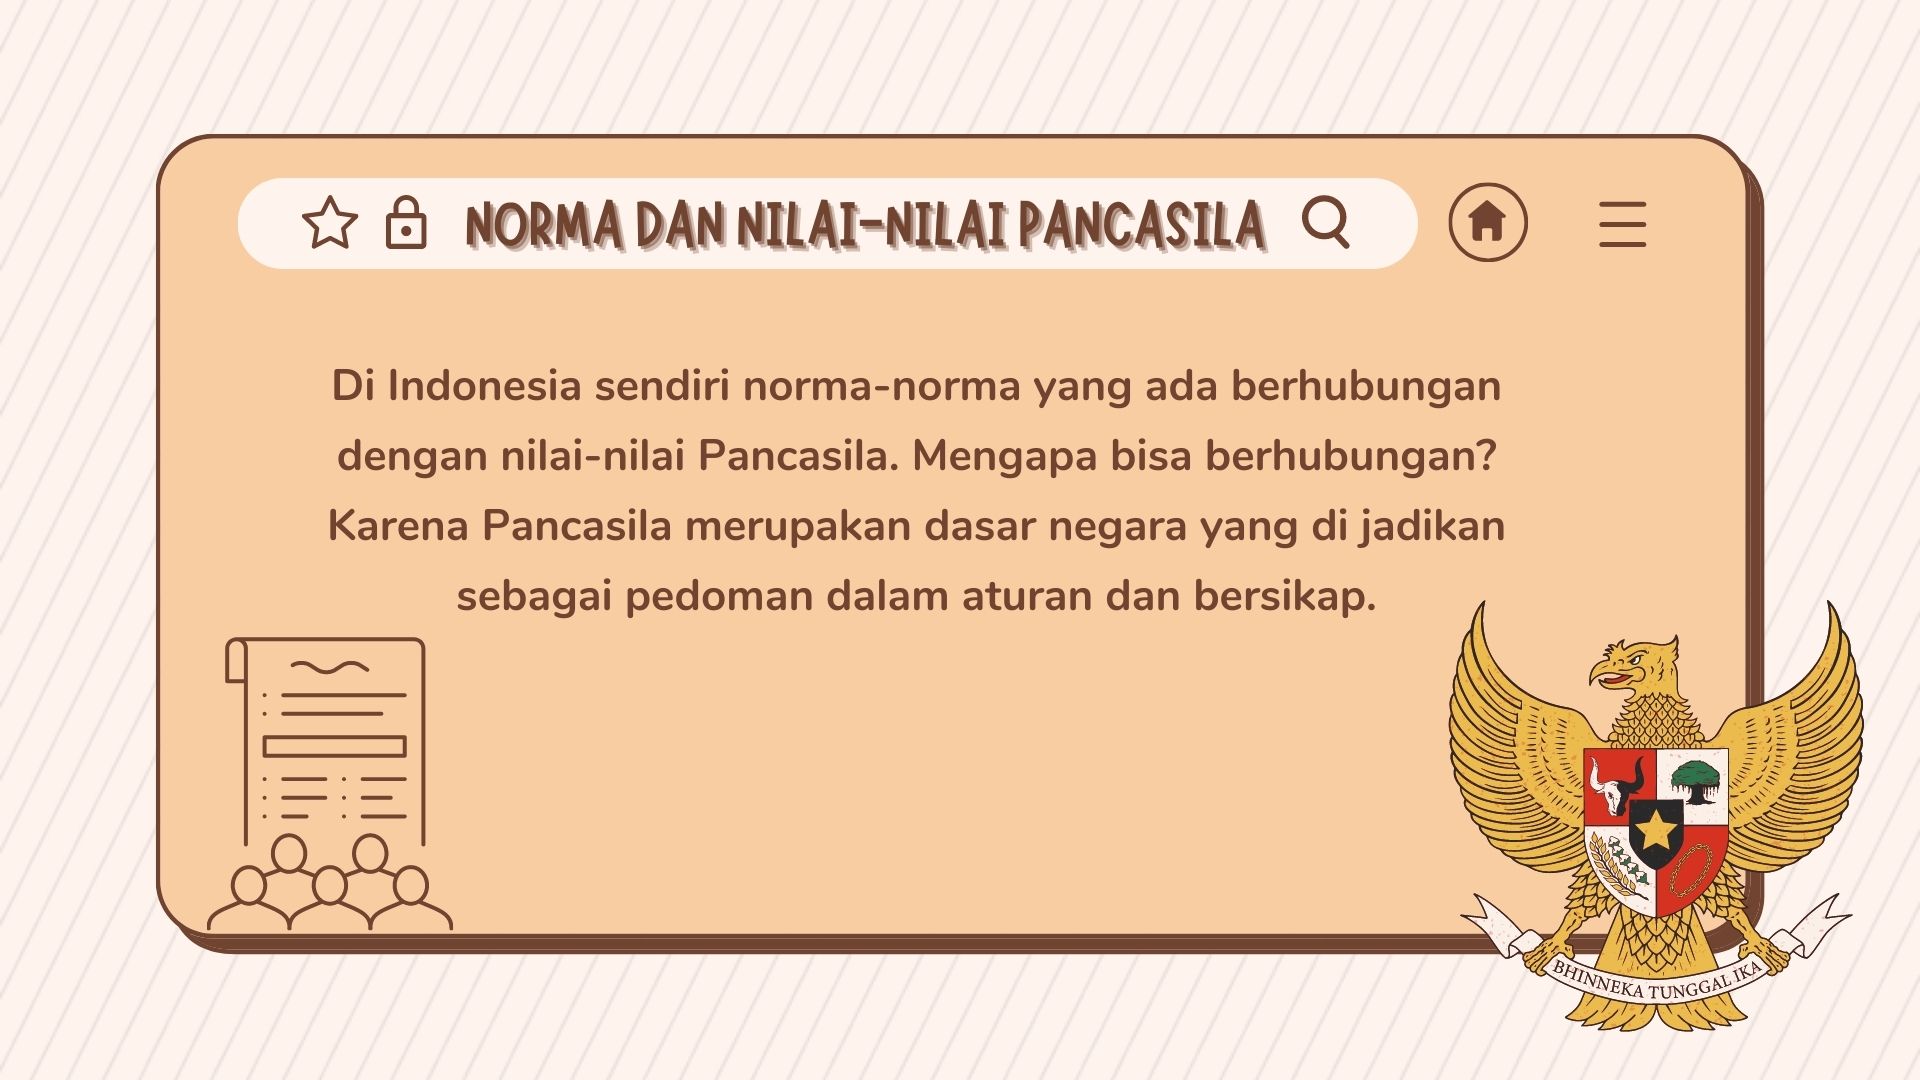 NORMA DAN NILAI-NILAI PANCASILA
Di Indonesia sendiri norma-norma yang ada berhubungan
dengan nilai-nilai Pancasila. Mengapa bisa berhubungan?
Karena Pancasila merupakan dasar negara yang di jadikan
sebagai pedoman dalam aturan dan bersikap.
BHINNEKA TUNGGAL IKA